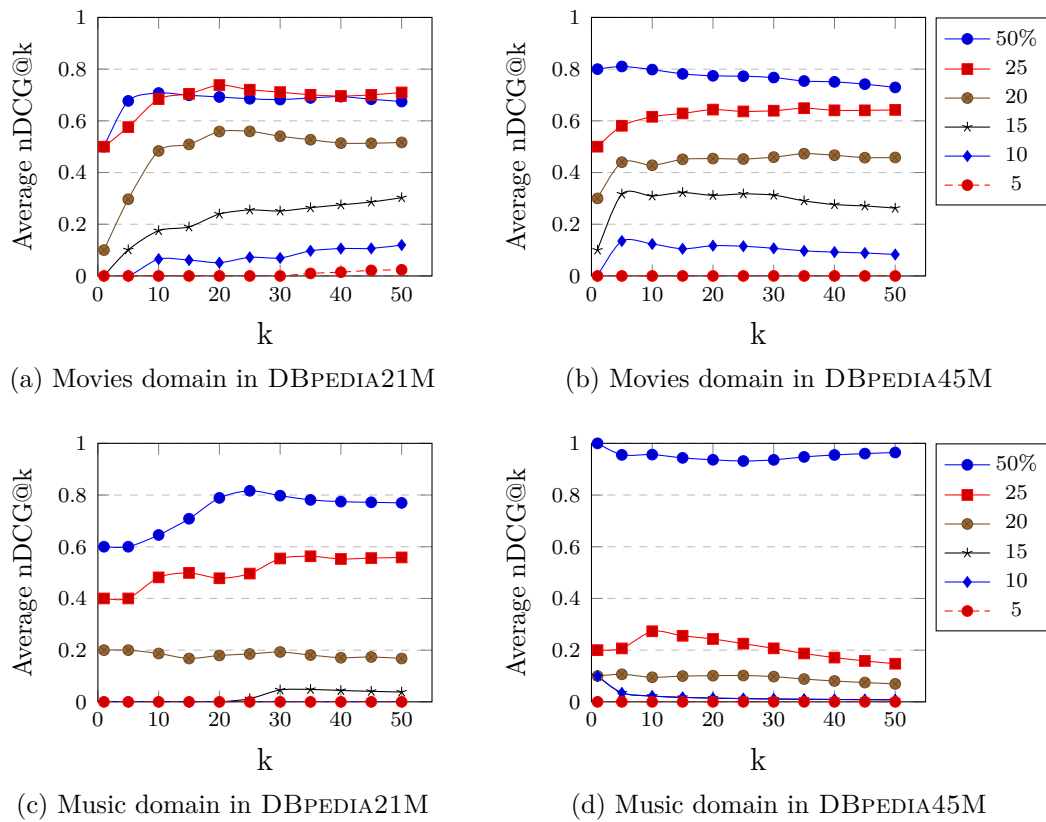 1
0.8
0.6
0.4
0.2
0
0 10 20 30 40 50
Average nDCG@k
k
(a) Movies domain in DBPEDIA21M
1
0.8
0.6
0.4
0.2
0
0 10 20 30 40 50
Average nDCG@k
k
(b) Movies domain in DBPEDIA45M
50%
25
20
15
10
5
1
0.8
0.6
0.4
0.2
0
0 10 20 30 40 50
Average nDCG@k
k
(c) Music domain in DBPEDIA21M
1
0.8
0.6
0.4
0.2
0
0 10 20 30 40 50
Average nDCG@k
k
(d) Music domain in DBPEDIA45M
50%
25
20
15
10
5